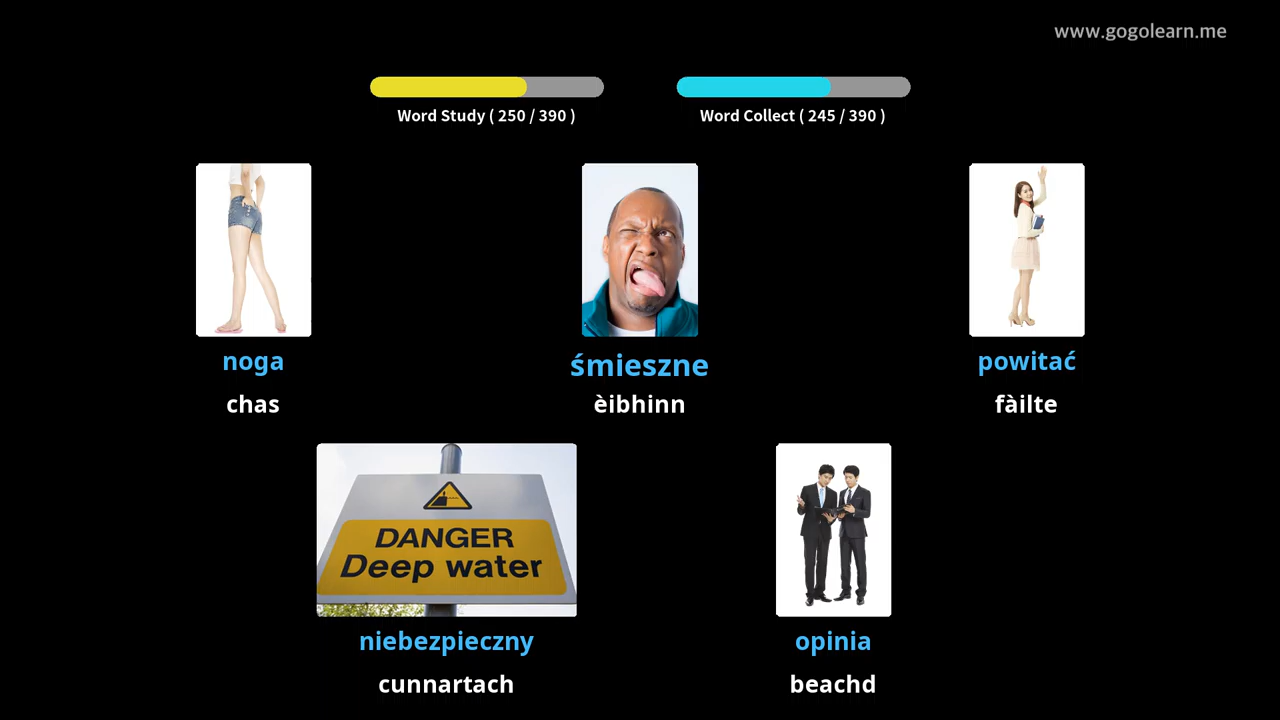 www.gogolearn.me
Word Study ( 250 / 390 )
Word Collect ( 245 / 390 )
noga
chas
śmieszne
èibhinn
powitać
fàilte
DANGER
Deep water
niebezpieczny
cunnartach
opinia
beachd